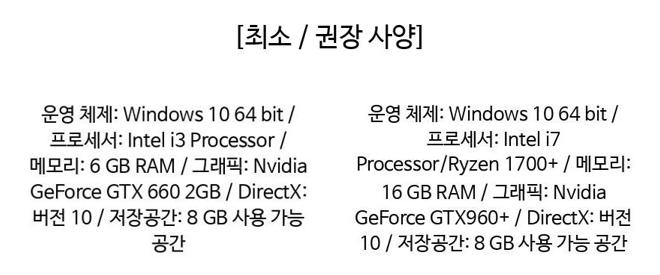 [최소 / 권장 사양]
운영 체제: Windows 10 64 bit /
프로세서: Intel i3 Processor /
메모리: 6 GB RAM / 그래픽: Nvidia
GeForce GTX 660 2GB / DirectX:
버전 10 / 저장공간: 8 GB 사용 가능
공간
운영 체제: Windows 10 64 bit /
프로세서: Intel i7
Processor/Ryzen 1700+ / 메모리:
16 GB RAM / 그래픽: Nvidia
GeForce GTX960+ / DirectX: 버전
10 / 저장공간: 8 GB 사용 가능 공간